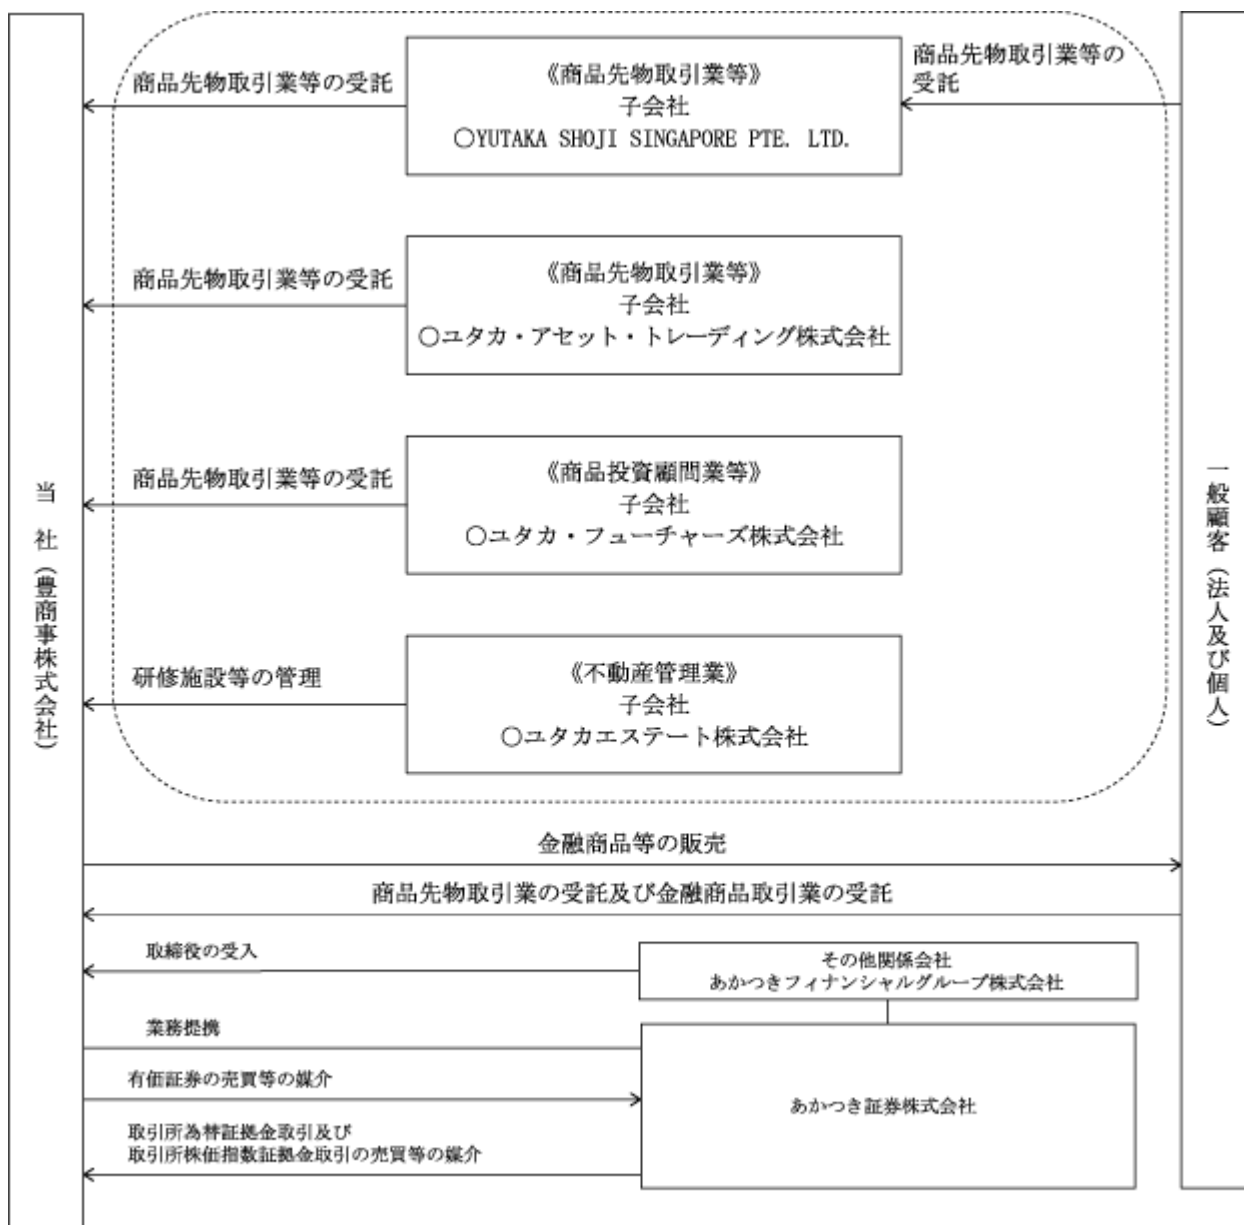 商品先物取引業等の受託
《商品先物取引業等》
子会社
○YUTAKA SHOJI SINGAPORE PTE. LTD.
商品先物取引業等の
受託
商品先物取引業等の受託
《商品先物取引業等》
子会社
○ユタカ・アセット・トレーディング株式会社
商品先物取引業等の受託
《商品投資顧問業等》
子会社
○ユタカ・フューチャーズ株式会社
当社（豊商事株式会社）
一般顧客（法人及び個人）
研修施設等の管理
《不動産管理業》
子会社
○ユタカエステート株式会社
金融商品等の販売
商品先物取引業の受託及び金融商品取引業の受託
取締役の受入
その他関係会社
あかつきフィナンシャルグループ株式会社
業務提携
有価証券の売買等の媒介
あかつき証券株式会社
取引所為替証拠金取引及び
取引所株価指数証拠金取引の売買等の媒介